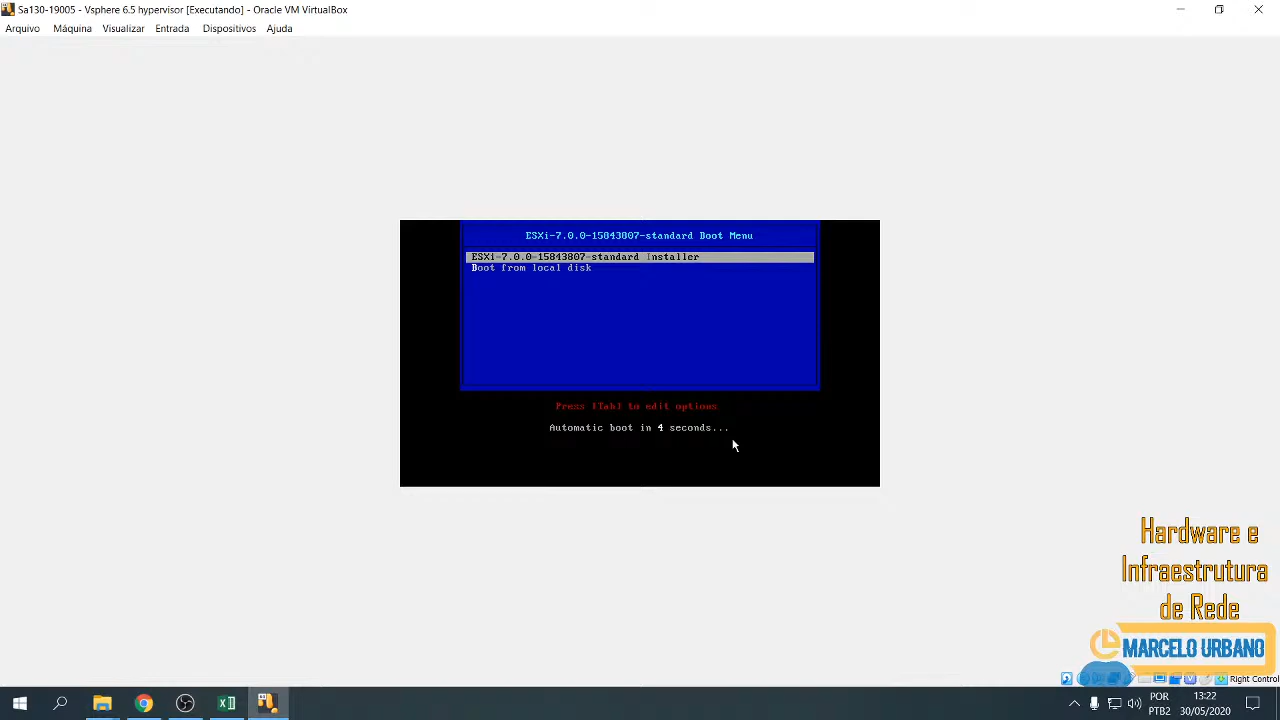 Sa130-19005 - Vsphere 6.5 hypervisor [Executando] - Oracle VM VirtualBox
Arquivo Máquina Visualizar Entrada Dispositivos Ajuda
ESXi-7.0.0-15843807-standard Boot Menu
ESXi-7.0.0-15843807-standard Installer
Boot from local disk
Press [Tab] to edit options
Automatic boot in 4 seconds...
Hardware e
Infraestrutura
de Rede
MARCELO URBANO
Right Control
POR
PTB2
13:22
30/05/2020